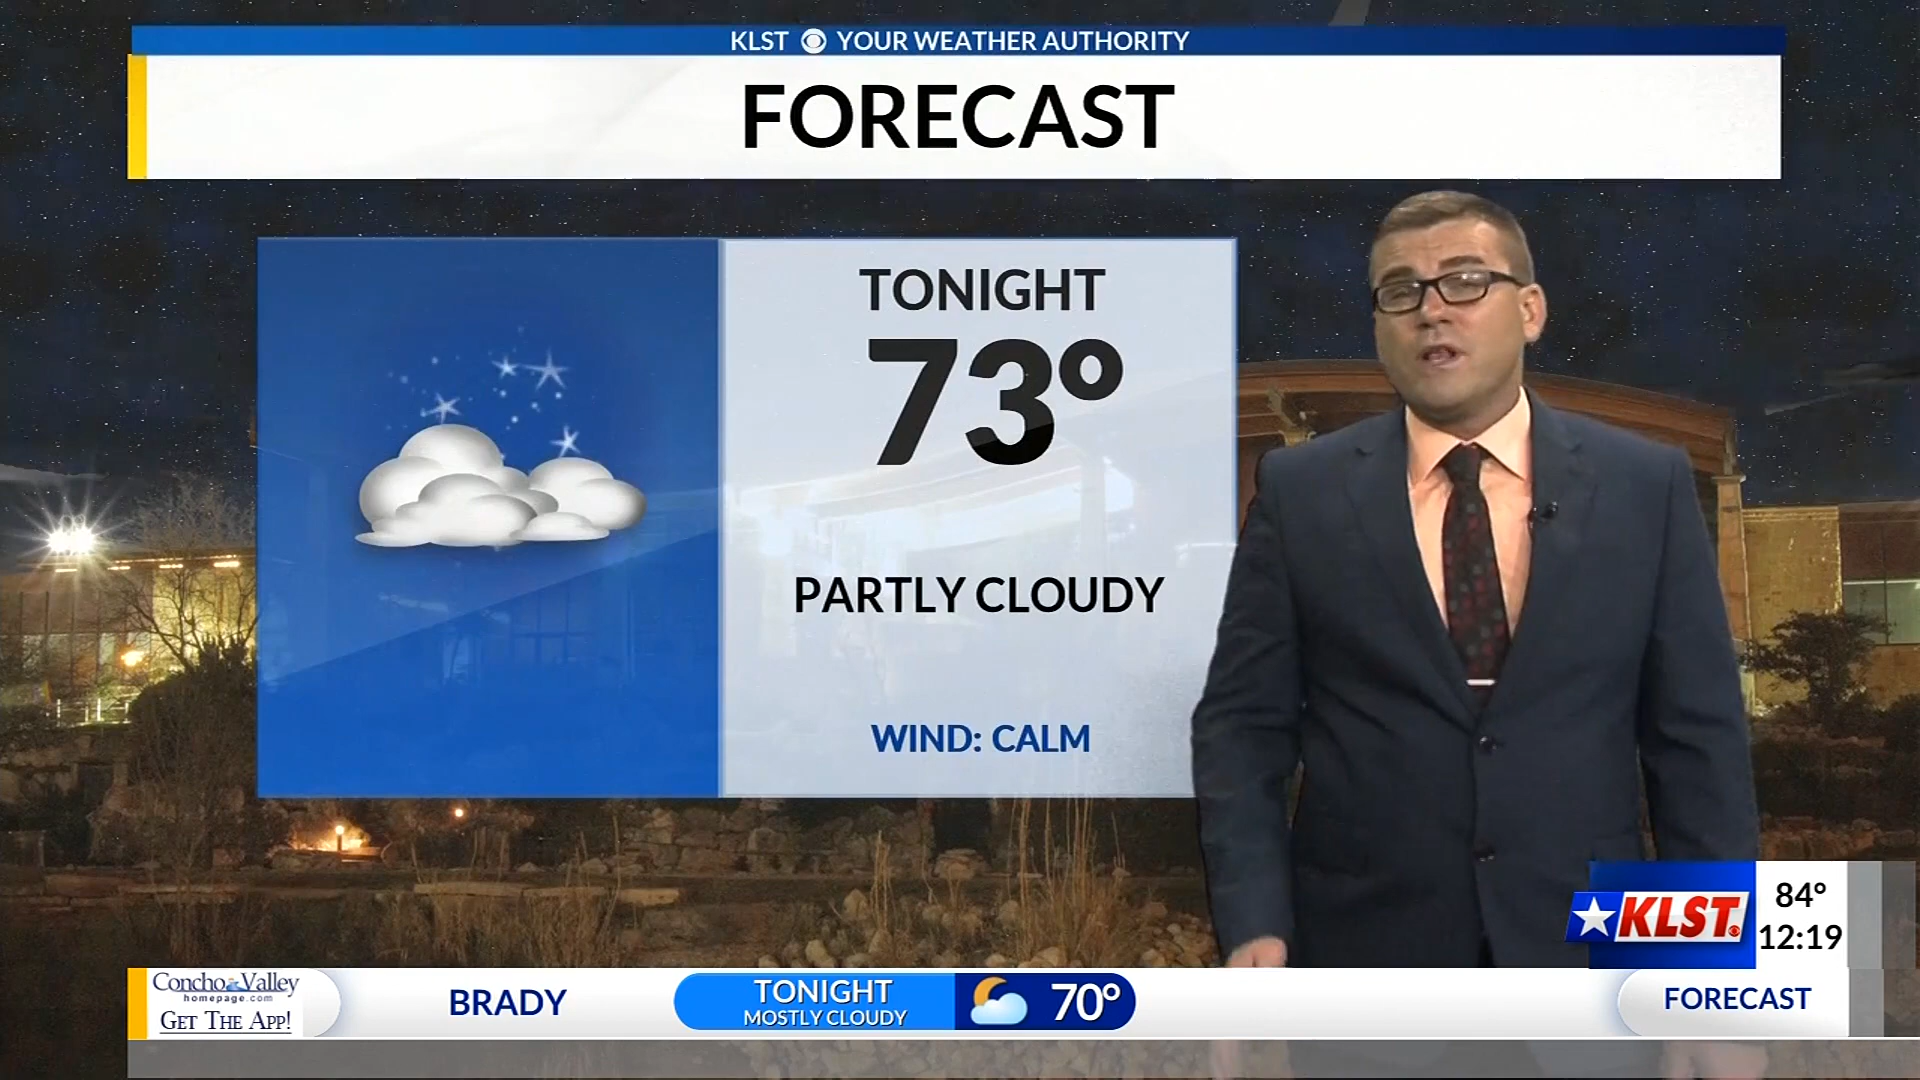 KLST YOUR WEATHER AUTHORITY
FORECAST
TONIGHT
73°
PARTLY CLOUDY
WIND: CALM
KLST
84°
12:19
Concho Valley
homepage.com
GET THE APP!
BRADY
TONIGHT
MOSTLY CLOUDY
70°
FORECAST